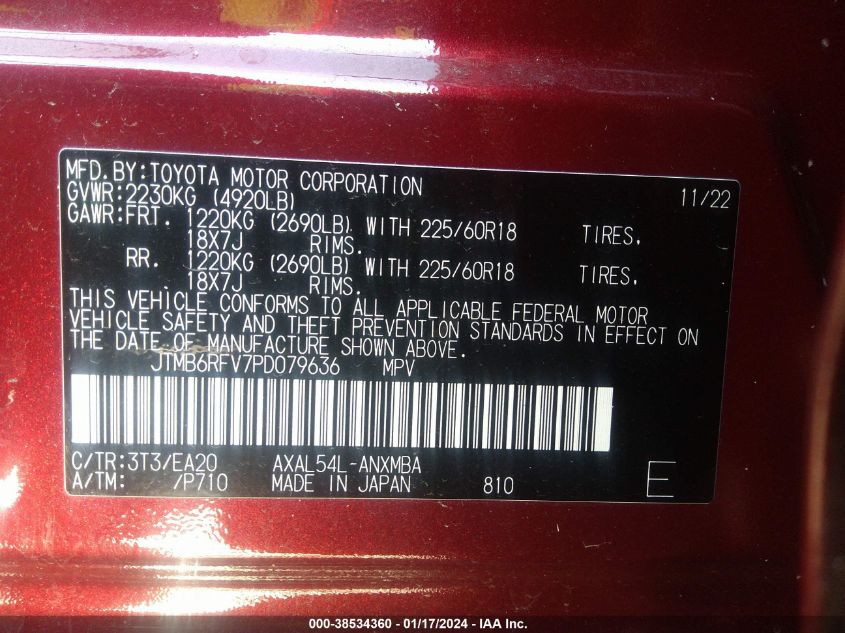 MFD.BY:TOYOTA MOTOR CORPORATION 11/22
GVWR:2230KG (4920LB)
GAWR:FRT. 1220KG (2690LB) WITH 225/60R18 TIRES,
18X7J RIMS.
RR. 1220KG (2690LB) WITH 225/60R18 TIRES,
18X7J RIMS.
THIS VEHICLE CONFORMS TO ALL APPLICABLE FEDERAL MOTOR
VEHICLE SAFETY AND THEFT PREVENTION STANDARDS IN EFFECT ON
THE DATE OF MANUFACTURE SHOWN ABOVE.
JTMB6RFV7PD079636 MPV
C/TR:3T3/EA20 AXAL54L-ANXMBA
A/TM: /P710 MADE IN JAPAN 810 E
000-38534360 - 01/17/2024 - IAA Inc.